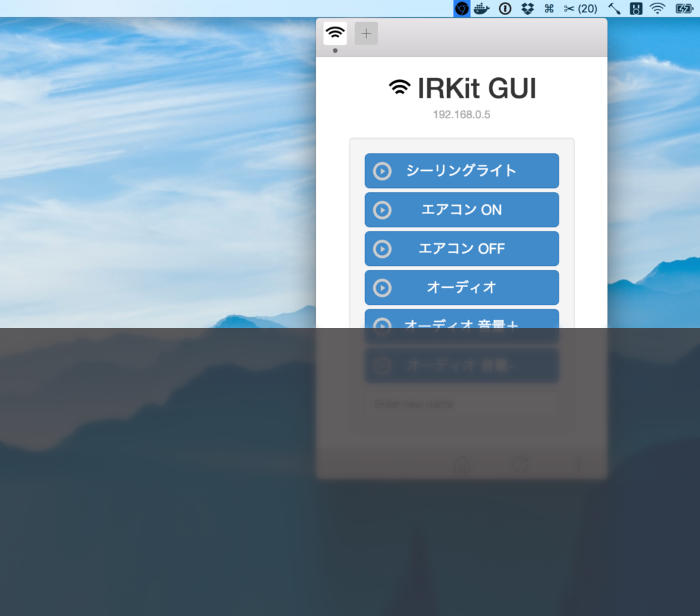 (20)
IRKit GUI
192.168.0.5
シーリングライト
エアコン ON
エアコン OFF
オーディオ
オーディオ 音量＋
オーディオ 音量-
Enter new name